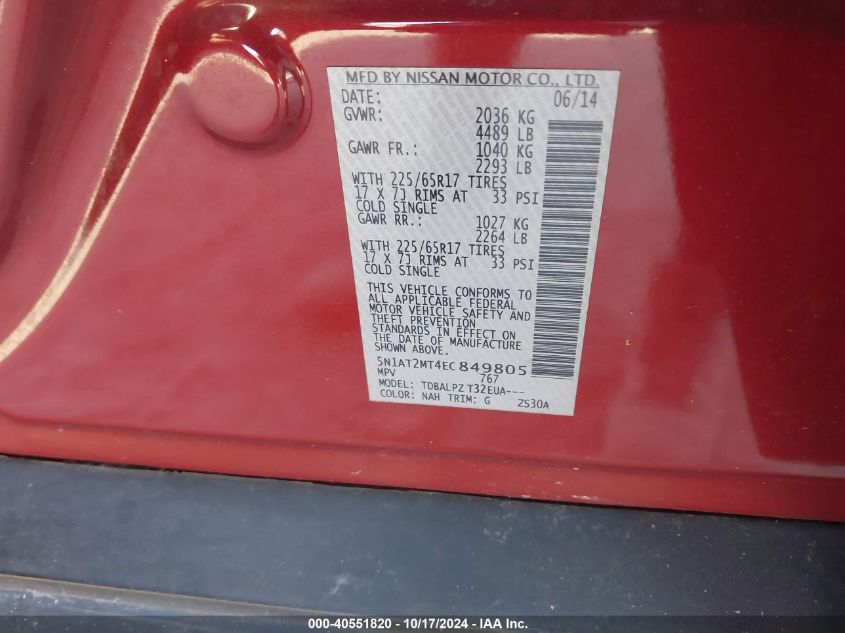 MFD BY NISSAN MOTOR CO., LTD.
DATE: 06/14
GVWR: 2036 KG
4489 LB
GAWR FR.: 1040 KG
2293 LB
WITH 225/65R17 TIRES
17 X 7J RIMS AT 33 PSI
COLD SINGLE
GAWR RR.: 1027 KG
2264 LB
WITH 225/65R17 TIRES
17 X 7J RIMS AT 33 PSI
COLD SINGLE
THIS VEHICLE CONFORMS TO
ALL APPLICABLE FEDERAL
MOTOR VEHICLE SAFETY AND
THEFT PREVENTION
STANDARDS IN EFFECT ON
THE DATE OF MANUFACTURE
SHOWN ABOVE.
5N1AT2MT4EC849805
MPV 767
MODEL: TDBALPZ T32EUA---
COLOR: NAH TRIM: G ZS30A
000-40551820 - 10/17/2024 - IAA Inc.